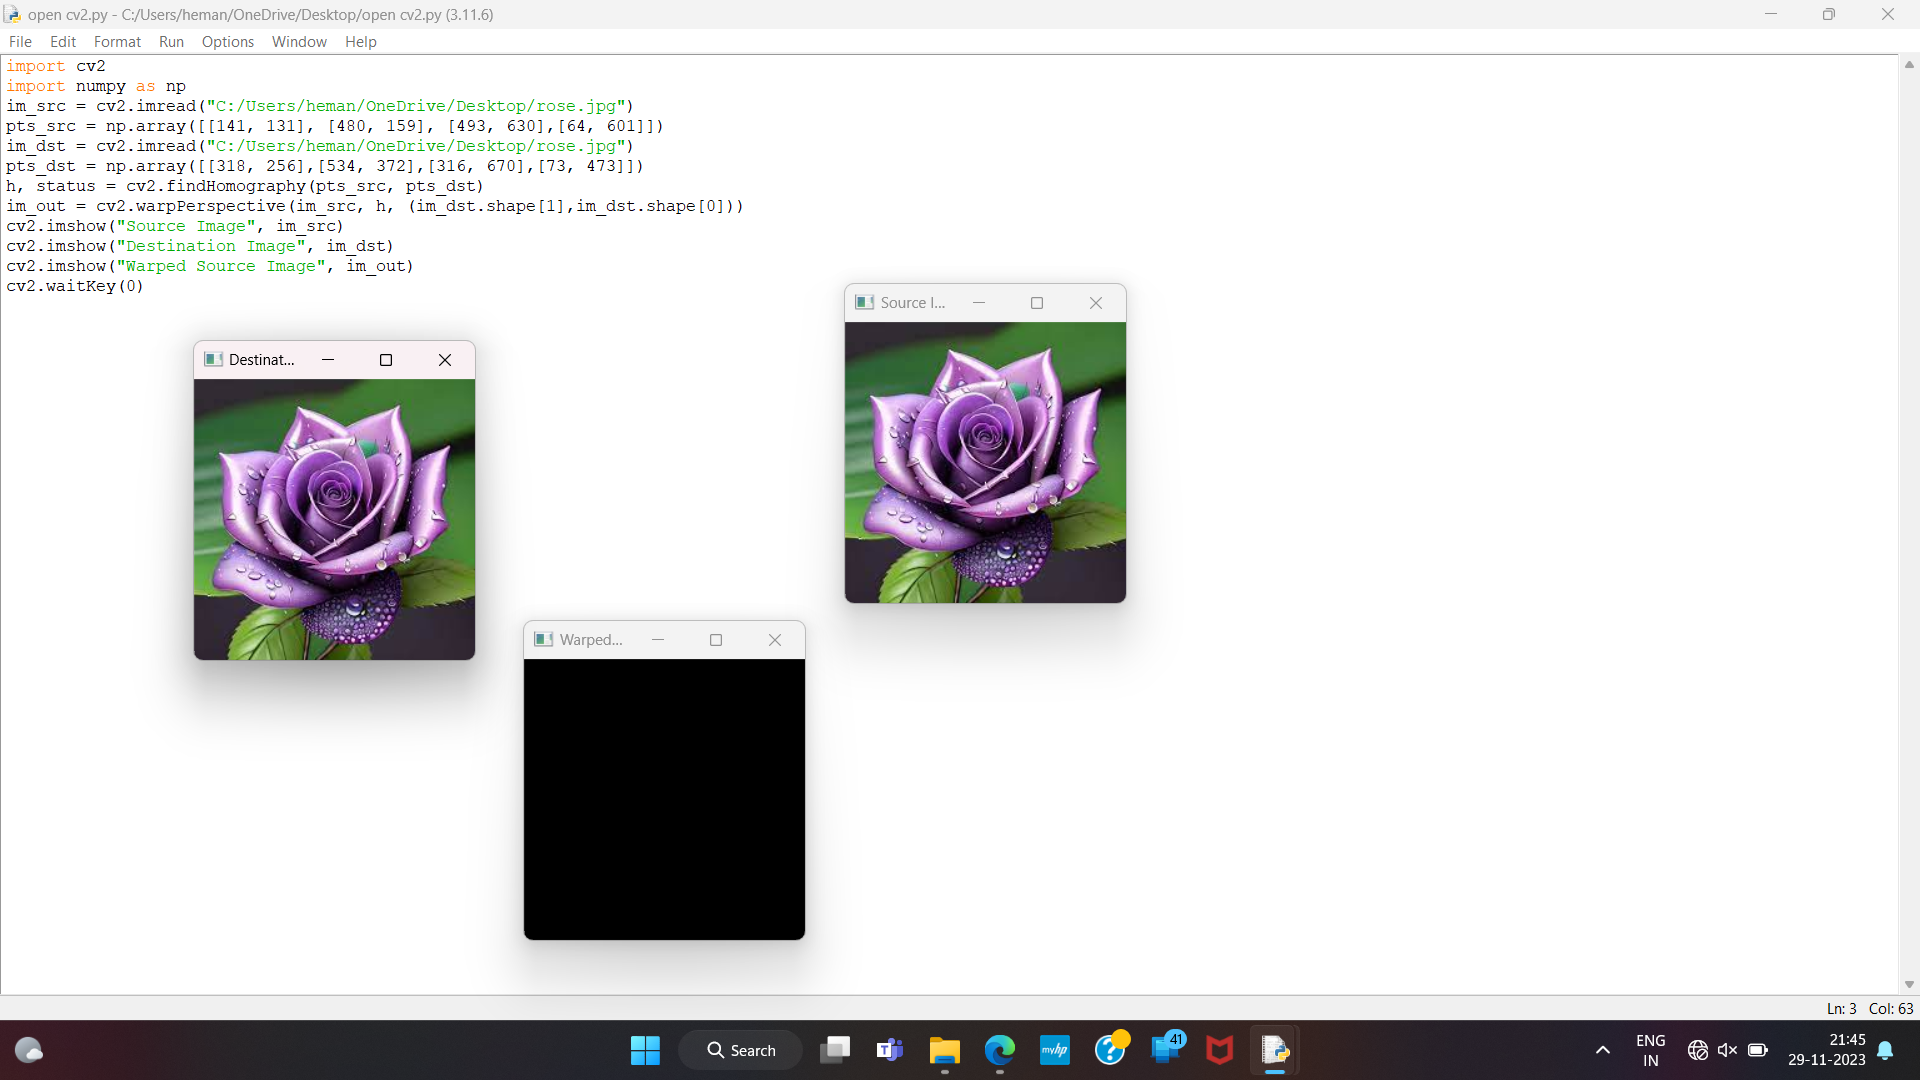 open cv2.py - C:/Users/heman/OneDrive/Desktop/open cv2.py (3.11.6)
File Edit Format Run Options Window Help
import cv2
import numpy as np
im_src = cv2.imread("C:/Users/heman/OneDrive/Desktop/rose.jpg")
pts_src = np.array([[141, 131], [480, 159], [493, 630],[64, 601]])
im_dst = cv2.imread("C:/Users/heman/OneDrive/Desktop/rose.jpg")
pts_dst = np.array([[318, 256],[534, 372],[316, 670],[73, 473]])
h, status = cv2.findHomography(pts_src, pts_dst)
im_out = cv2.warpPerspective(im_src, h, (im_dst.shape[1],im_dst.shape[0]))
cv2.imshow("Source Image", im_src)
cv2.imshow("Destination Image", im_dst)
cv2.imshow("Warped Source Image", im_out)
cv2.waitKey(0)
Source I...
Destinat...
Warped...
Ln: 3 Col: 63
Search
myhp
41
ENG
IN
21:45
29-11-2023